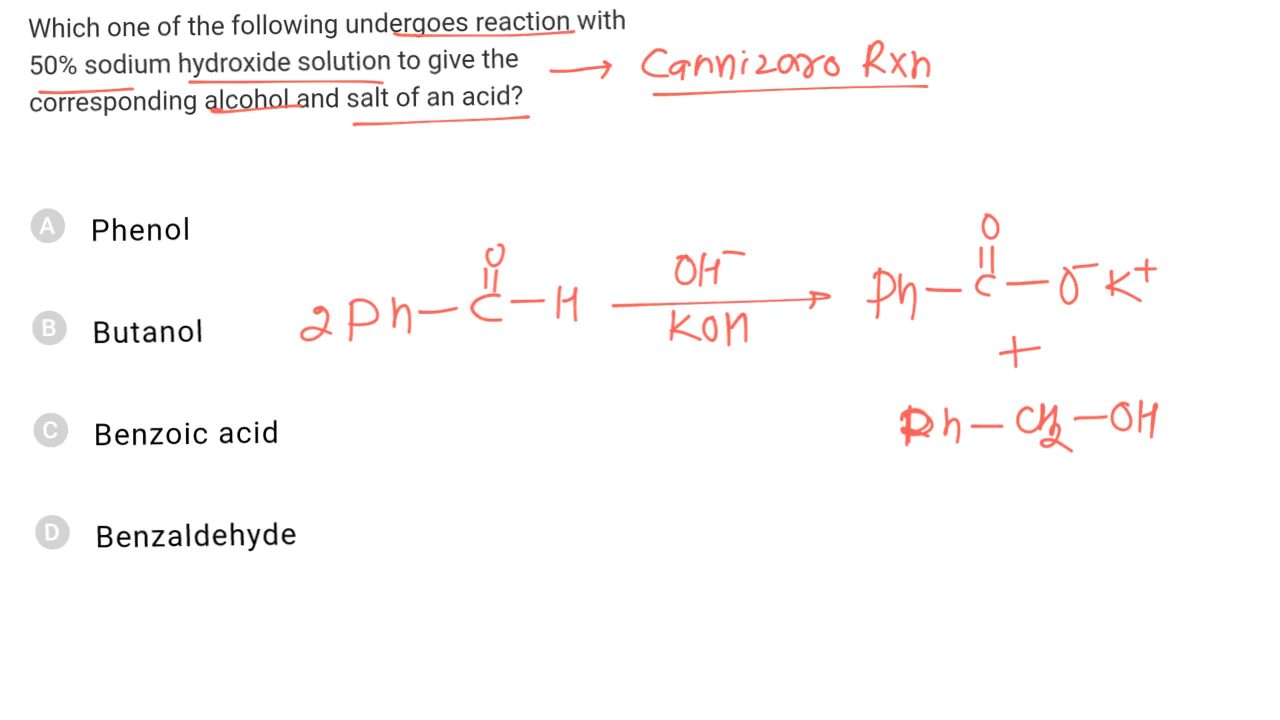 Which one of the following undergoes reaction with
50% sodium hydroxide solution to give the
corresponding alcohol and salt of an acid?
→ Cannizaro Rxn
A Phenol
B Butanol
C Benzoic acid
D Benzaldehyde
O
||
2Ph—C—H
OH⁻
KOH
O
||
Ph—C—O⁻K⁺
+
Ph—CH₂—OH